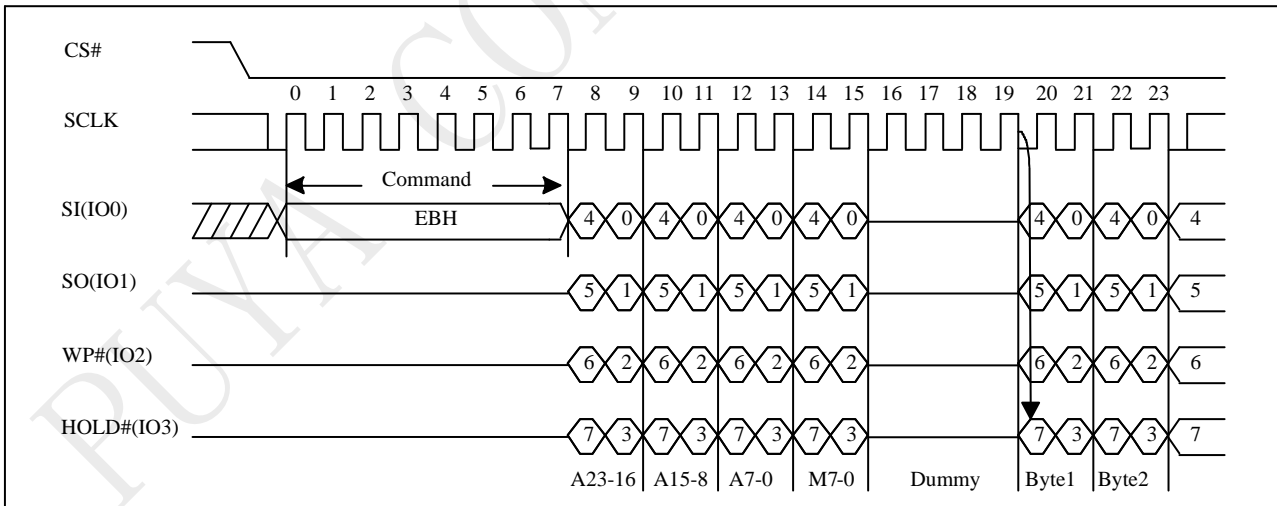 CS#
0 1 2 3 4 5 6 7 8 9 10 11 12 13 14 15 16 17 18 19 20 21 22 23
SCLK
Command
SI(IO0) EBH 4 0 4 0 4 0 4 0 4 0 4 0 4
SO(IO1) 5 1 5 1 5 1 5 1 5 1 5 1 5
WP#(IO2) 6 2 6 2 6 2 6 2 6 2 6 2 6
HOLD#(IO3) 7 3 7 3 7 3 7 3 7 3 7 3 7
A23-16 A15-8 A7-0 M7-0 Dummy Byte1 Byte2
PUYA CO